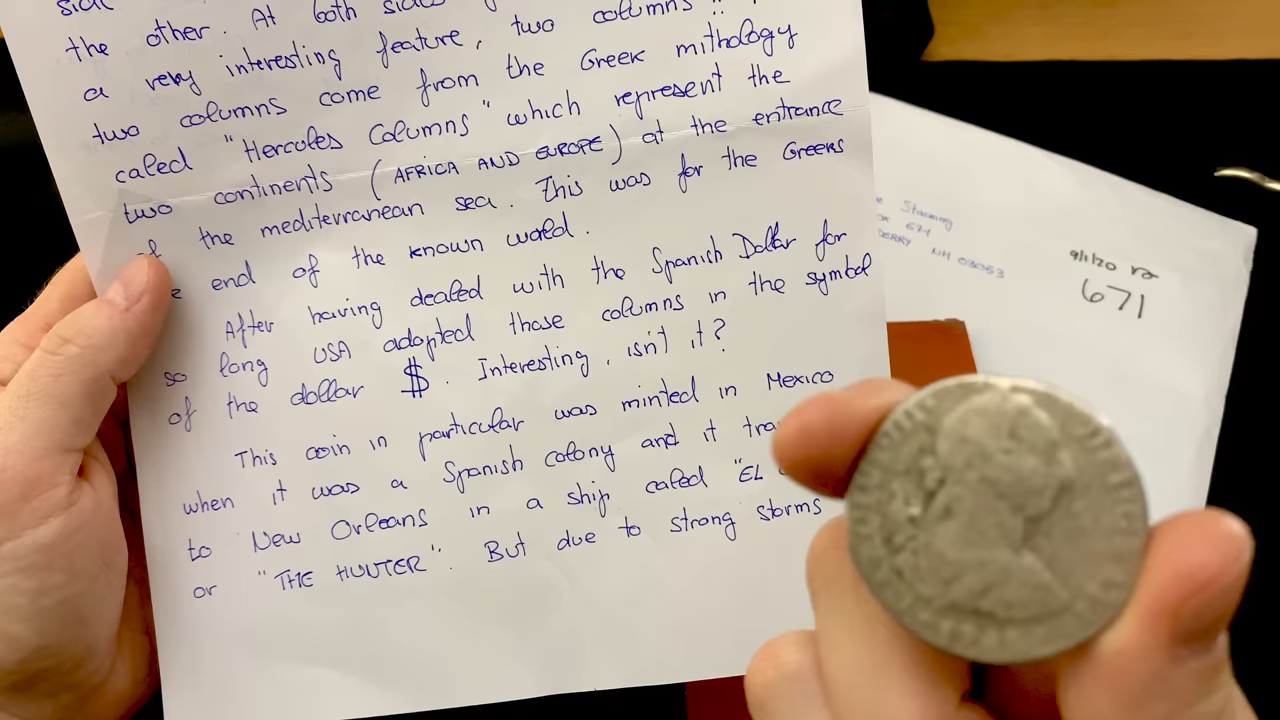 the other. At both
a very interesting feature, two columns
two columns come from the Greek mithology
caled "Hercules Columns" which represent the
two continents (AFRICA AND EUROPE) at the entrance
of the mediterranean sea. This was for the Greeks
end of the known world.
After having dealed with the Spanish Dollar for
so long USA adopted those columns in the symbol
of the dollar $. Interesting, isn't it?
This coin in particular was minted in Mexico
when it was a Spanish colony and it
to New Orleans in a ship caled "EL
or "THE HUNTER". But due to strong storms
671
DERRY NH 03053
9/1/20
671